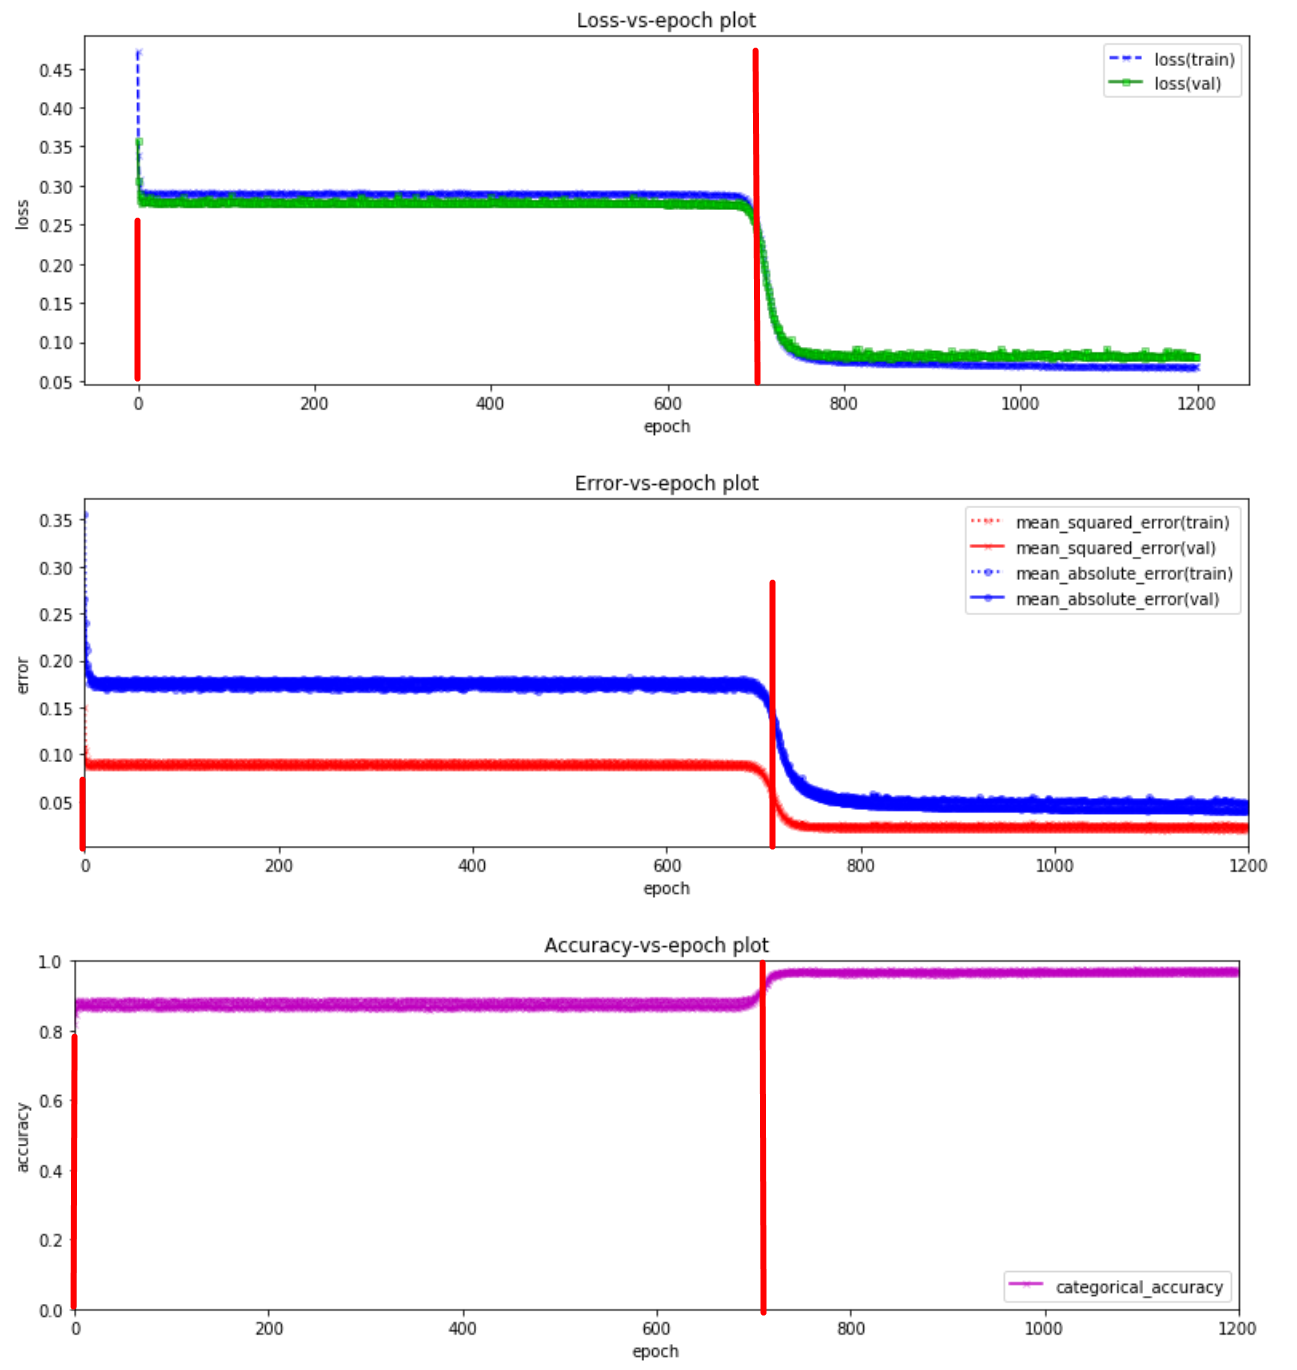 Loss-vs-epoch plot
loss(train)
loss(val)
0.45
0.40
0.35
0.30
0.25
0.20
0.15
0.10
0.05
loss
0 200 400 600 800 1000 1200
epoch
Error-vs-epoch plot
mean_squared_error(train)
mean_squared_error(val)
mean_absolute_error(train)
mean_absolute_error(val)
0.35
0.30
0.25
0.20
0.15
0.10
0.05
error
0 200 400 600 800 1000 1200
epoch
Accuracy-vs-epoch plot
1.0
0.8
0.6
0.4
0.2
0.0
accuracy
categorical_accuracy
0 200 400 600 800 1000 1200
epoch